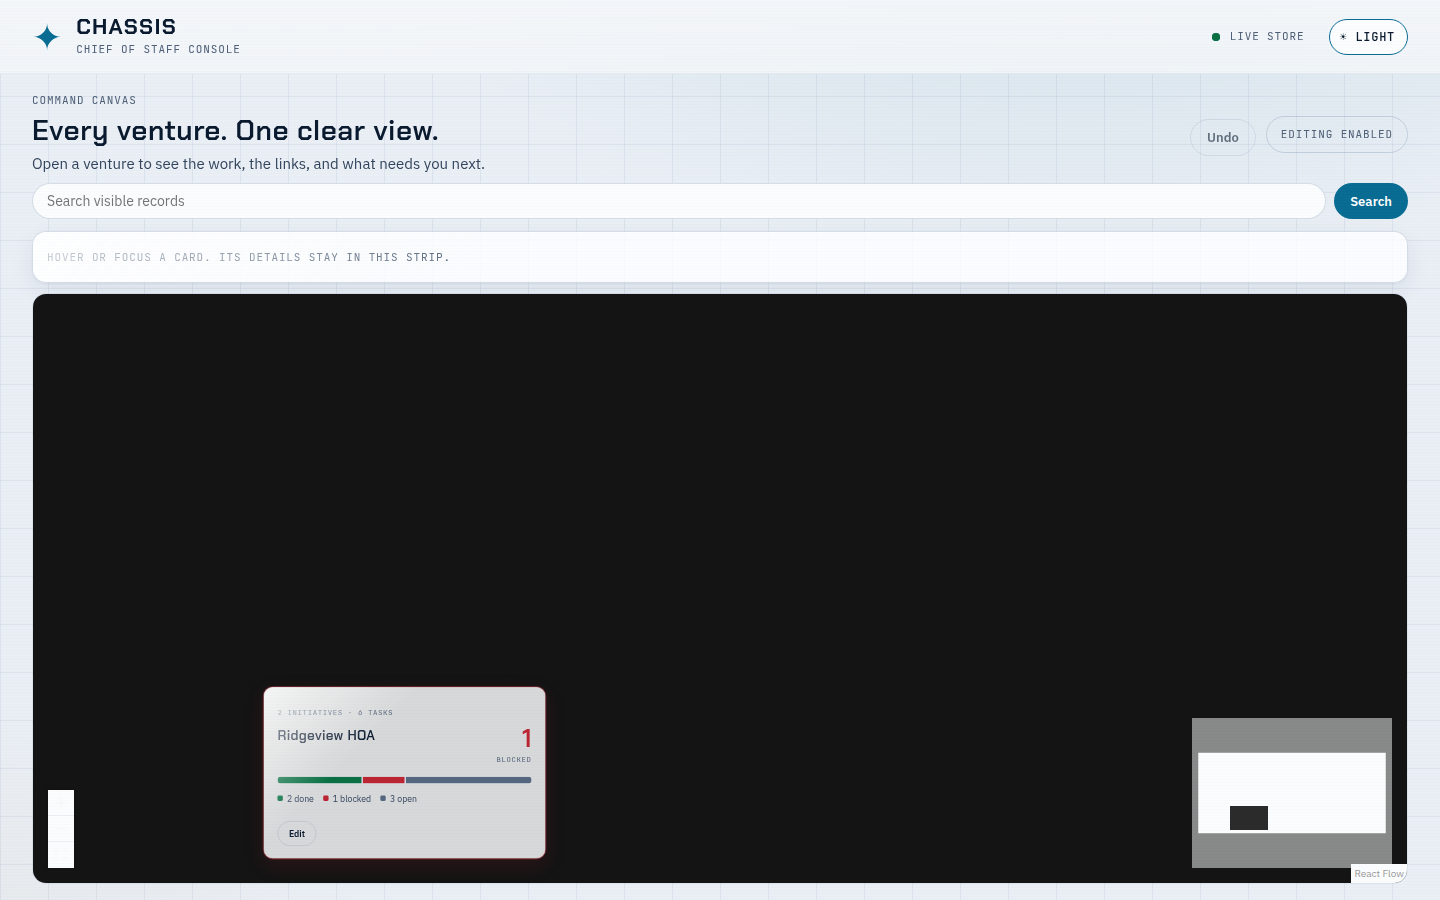 CHASSIS
CHIEF OF STAFF CONSOLE
LIVE STORE
☀ LIGHT
COMMAND CANVAS
Every venture. One clear view.
Open a venture to see the work, the links, and what needs you next.
Undo
EDITING ENABLED
Search visible records
Search
HOVER OR FOCUS A CARD. ITS DETAILS STAY IN THIS STRIP.
2 INITIATIVES · 6 TASKS
Ridgeview HOA
1
BLOCKED
2 done 1 blocked 3 open
Edit
React Flow